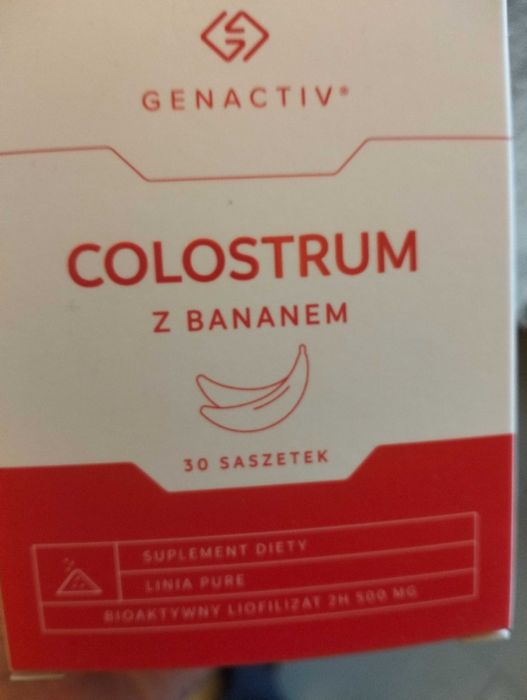 GENACTIV®
COLOSTRUM
Z BANANEM
30 SASZETEK
SUPLEMENT DIETY
LINIA PURE
BIOAKTYWNY LIOFILIZAT 2H 500 MG